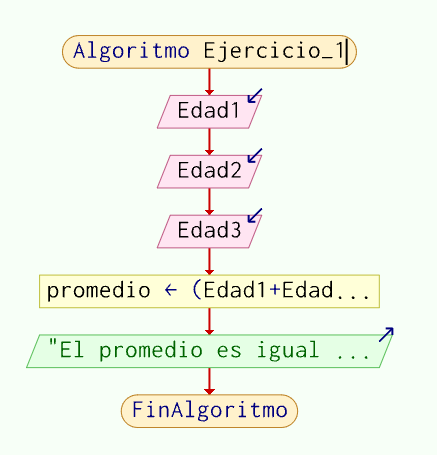 Algoritmo Ejercicio_1
Edad1
Edad2
Edad3
promedio ← (Edad1+Edad...
"El promedio es igual ...
FinAlgoritmo